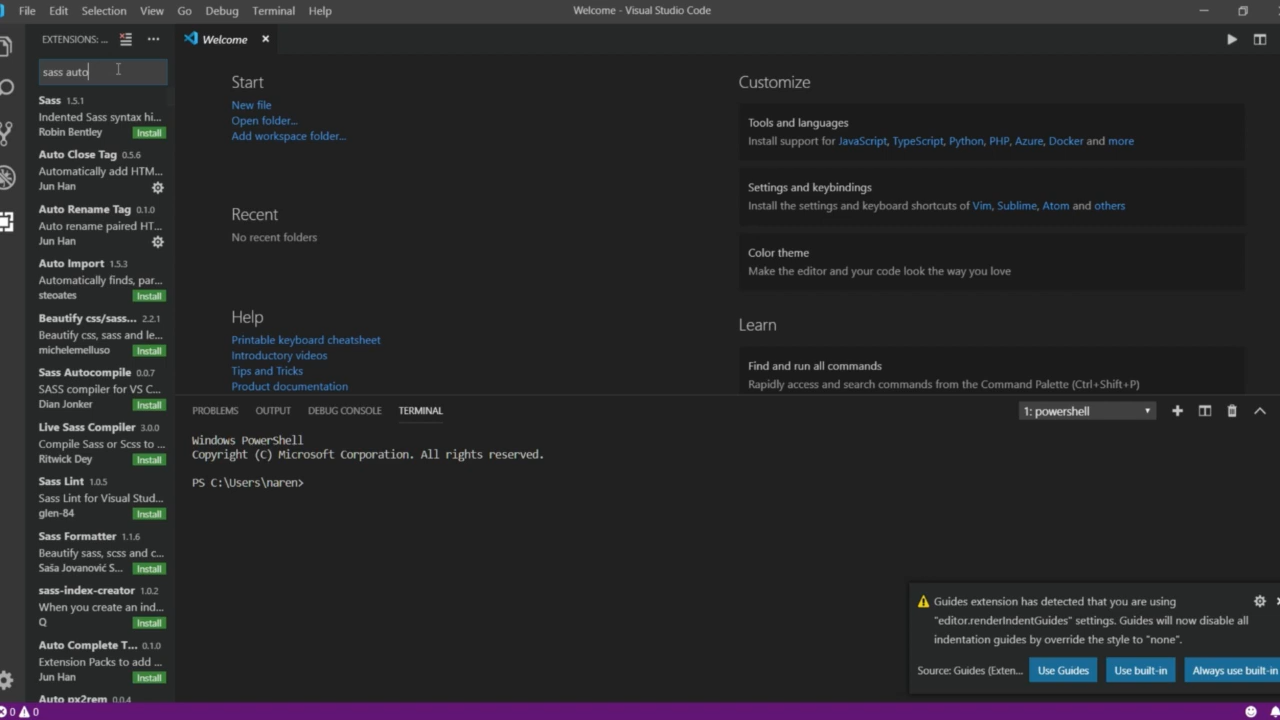 File Edit Selection View Go Debug Terminal Help
Welcome - Visual Studio Code
EXTENSIONS: ...
sass auto
Sass 1.5.1
Indented Sass syntax hi...
Robin Bentley Install
Auto Close Tag 0.5.6
Automatically add HTM...
Jun Han
Auto Rename Tag 0.1.0
Auto rename paired HT...
Jun Han
Auto Import 1.5.3
Automatically finds, par...
steoates Install
Beautify css/sass... 2.2.1
Beautify css, sass and le...
michelemelluso Install
Sass Autocompile 0.0.7
SASS compiler for VS C...
Dian Jonker Install
Live Sass Compiler 3.0.0
Compile Sass or Scss to ...
Ritwick Dey Install
Sass Lint 1.0.5
Sass Lint for Visual Stud...
glen-84 Install
Sass Formatter 1.1.6
Beautify sass, scss and c...
Saša Jovanović S... Install
sass-index-creator 1.0.2
When you create an ind...
Q Install
Auto Complete T... 0.1.0
Extension Packs to add ...
Jun Han Install
Auto px2rem 0.0.4
Welcome
Start
New file
Open folder...
Add workspace folder...
Recent
No recent folders
Help
Printable keyboard cheatsheet
Introductory videos
Tips and Tricks
Product documentation
Customize
Tools and languages
Install support for JavaScript, TypeScript, Python, PHP, Azure, Docker and more
Settings and keybindings
Install the settings and keyboard shortcuts of Vim, Sublime, Atom and others
Color theme
Make the editor and your code look the way you love
Learn
Find and run all commands
Rapidly access and search commands from the Command Palette (Ctrl+Shift+P)
PROBLEMS OUTPUT DEBUG CONSOLE TERMINAL
1: powershell
Windows PowerShell
Copyright (C) Microsoft Corporation. All rights reserved.
PS C:\Users\naren>
Guides extension has detected that you are using
"editor.renderIndentGuides" settings. Guides will now disable all
indentation guides by override the style to "none".
Source: Guides (Exten... Use Guides Use built-in Always use built-in
0 0